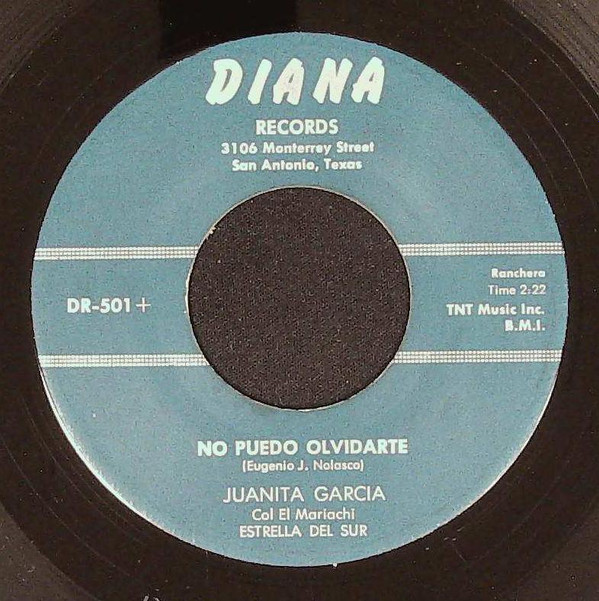 DIANA
RECORDS
3106 Monterrey Street
San Antonio, Texas
DR-501+
Ranchera
Time 2:22
TNT Music Inc.
B.M.I.
NO PUEDO OLVIDARTE
(Eugenio J. Nolasco)
JUANITA GARCIA
Col El Mariachi
ESTRELLA DEL SUR